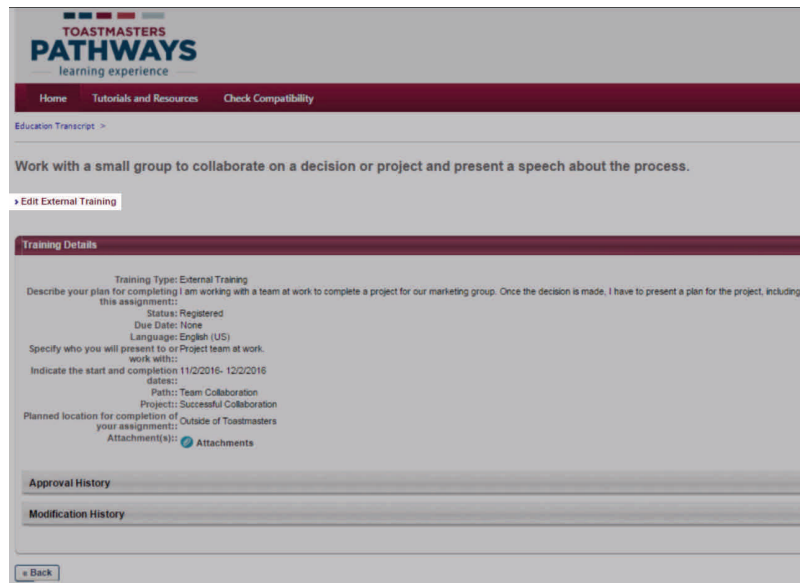 TOASTMASTERS
PATHWAYS
learning experience
Home Tutorials and Resources Check Compatibility
Education Transcript >
Work with a small group to collaborate on a decision or project and present a speech about the process.
› Edit External Training
Training Details
Training Type: External Training
Describe your plan for completing I am working with a team at work to complete a project for our marketing group. Once the decision is made, I have to present a plan for the project, including
this assignment::
Status: Registered
Due Date: None
Language: English (US)
Specify who you will present to or Project team at work.
work with::
Indicate the start and completion 11/2/2016- 12/2/2016
dates::
Path:: Team Collaboration
Project:: Successful Collaboration
Planned location for completion of Outside of Toastmasters
your assignment::
Attachment(s):: Attachments
Approval History
Modification History
« Back